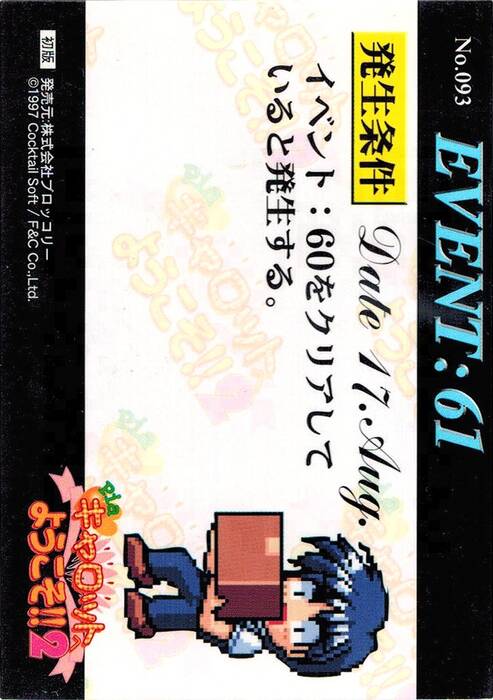 No.093
EVENT:61
発生条件
Date 17.Aug.
イベント:60をクリアして
いると発生する。
Pia
キャロットへ
ようこそ!!
2
初版
発売元:株式会社ブロッコリー
©1997 Cocktail Soft / F&C Co.,Ltd.